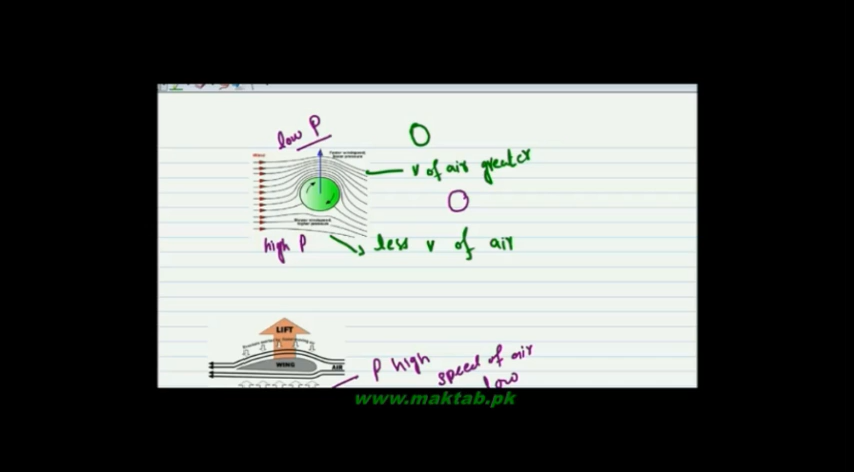 low P
Wind
v of air greater
high P
less v of air
LIFT
WING
AIR
P high
speed of air
low
www.maktab.pk